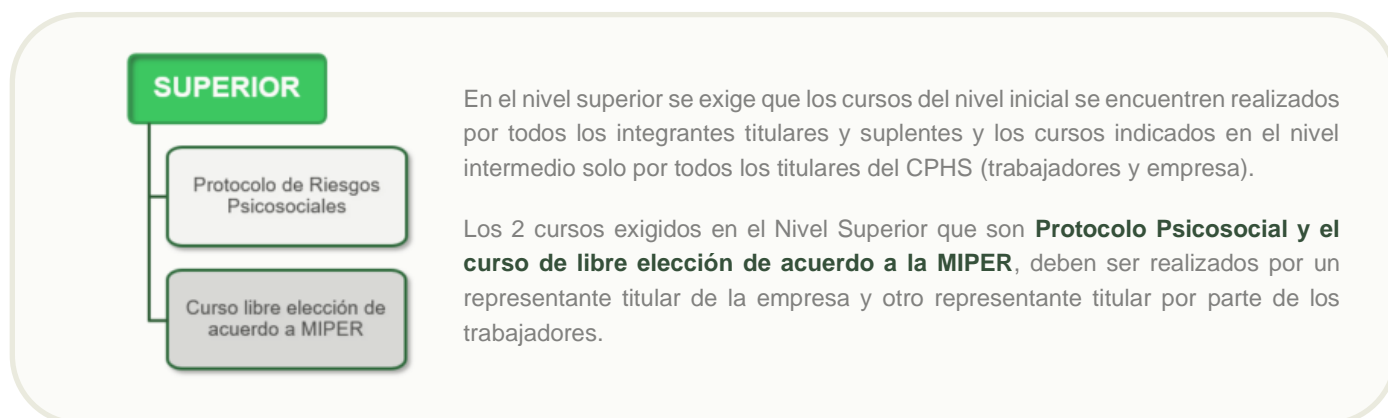 SUPERIOR
Protocolo de Riesgos
Psicosociales
Curso libre elección de
acuerdo a MIPER
En el nivel superior se exige que los cursos del nivel inicial se encuentren realizados
por todos los integrantes titulares y suplentes y los cursos indicados en el nivel
intermedio solo por todos los titulares del CPHS (trabajadores y empresa).
Los 2 cursos exigidos en el Nivel Superior que son Protocolo Psicosocial y el
curso de libre elección de acuerdo a la MIPER, deben ser realizados por un
representante titular de la empresa y otro representante titular por parte de los
trabajadores.